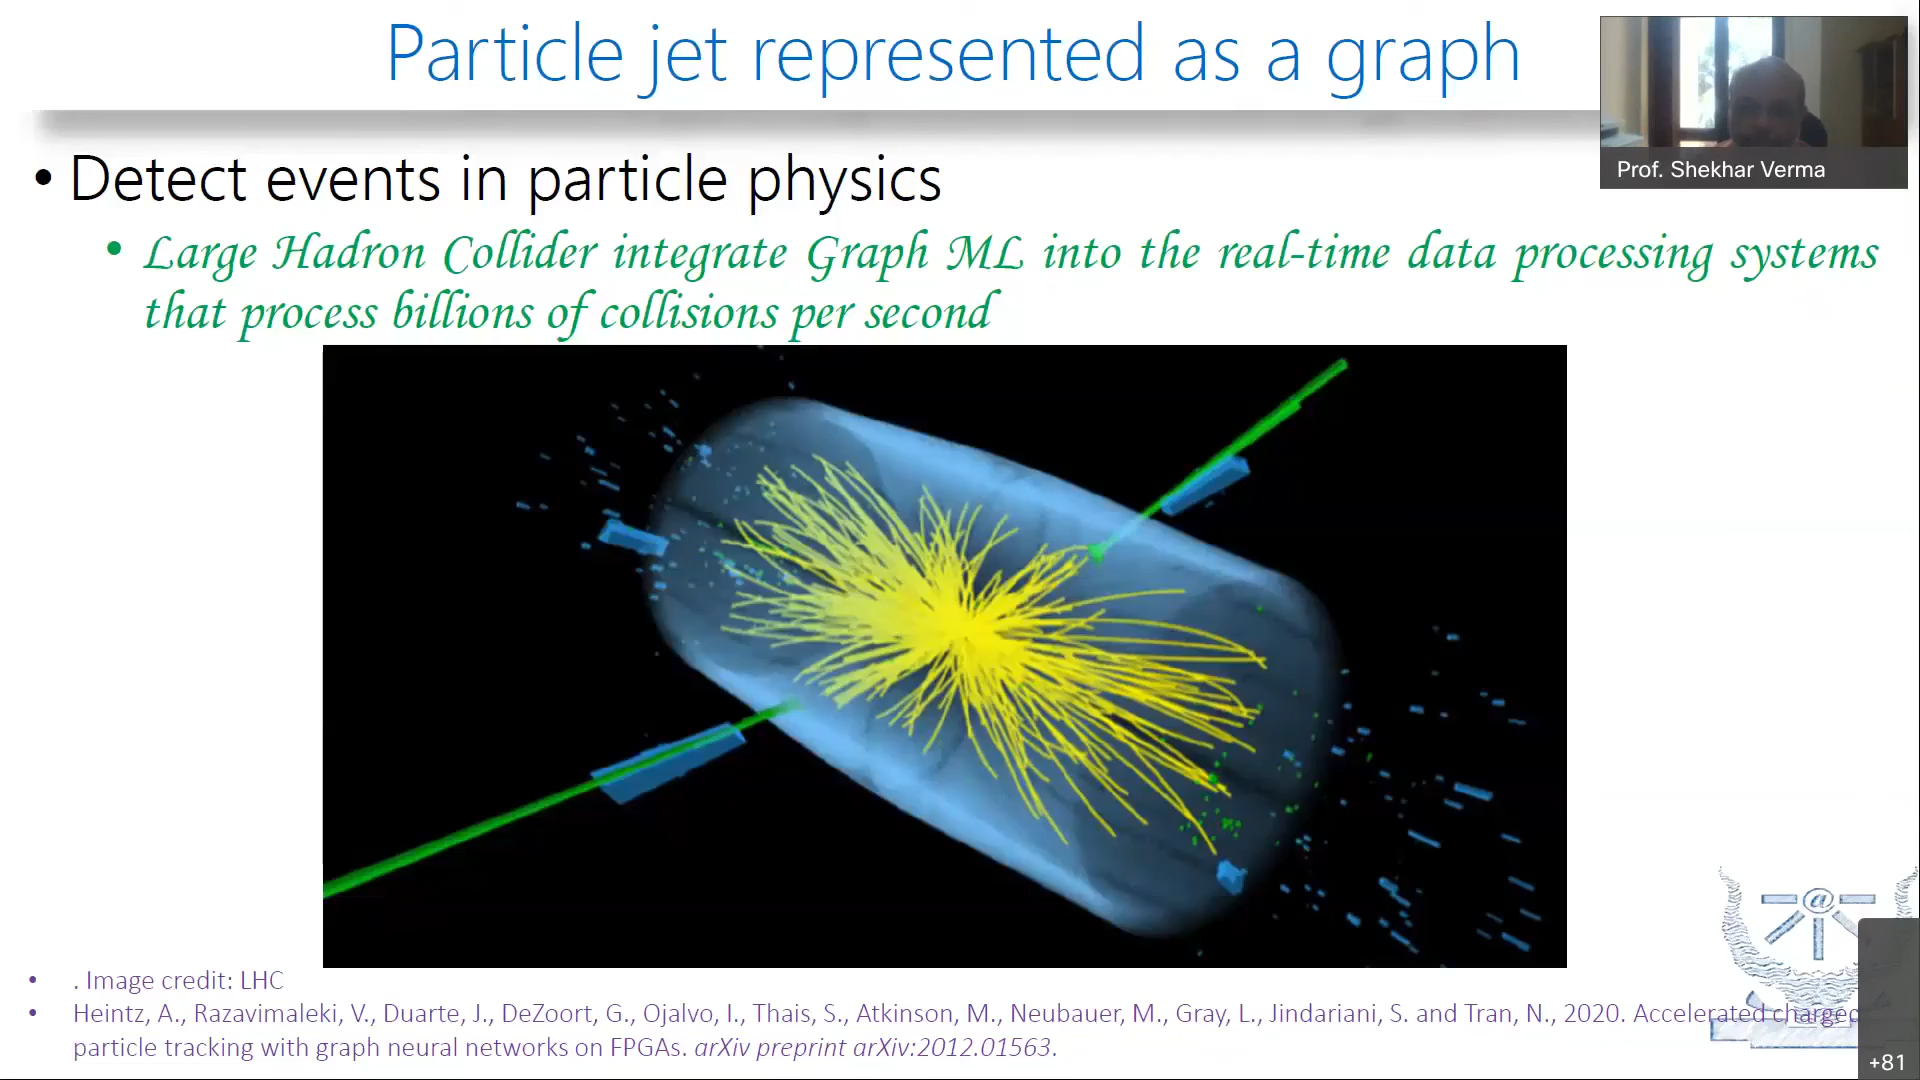 Particle jet represented as a graph
Prof. Shekhar Verma
• Detect events in particle physics
• Large Hadron Collider integrate Graph ML into the real-time data processing systems
that process billions of collisions per second
@
• . Image credit: LHC
• Heintz, A., Razavimaleki, V., Duarte, J., DeZoort, G., Ojalvo, I., Thais, S., Atkinson, M., Neubauer, M., Gray, L., Jindariani, S. and Tran, N., 2020. Accelerated charged
particle tracking with graph neural networks on FPGAs. arXiv preprint arXiv:2012.01563.
+81